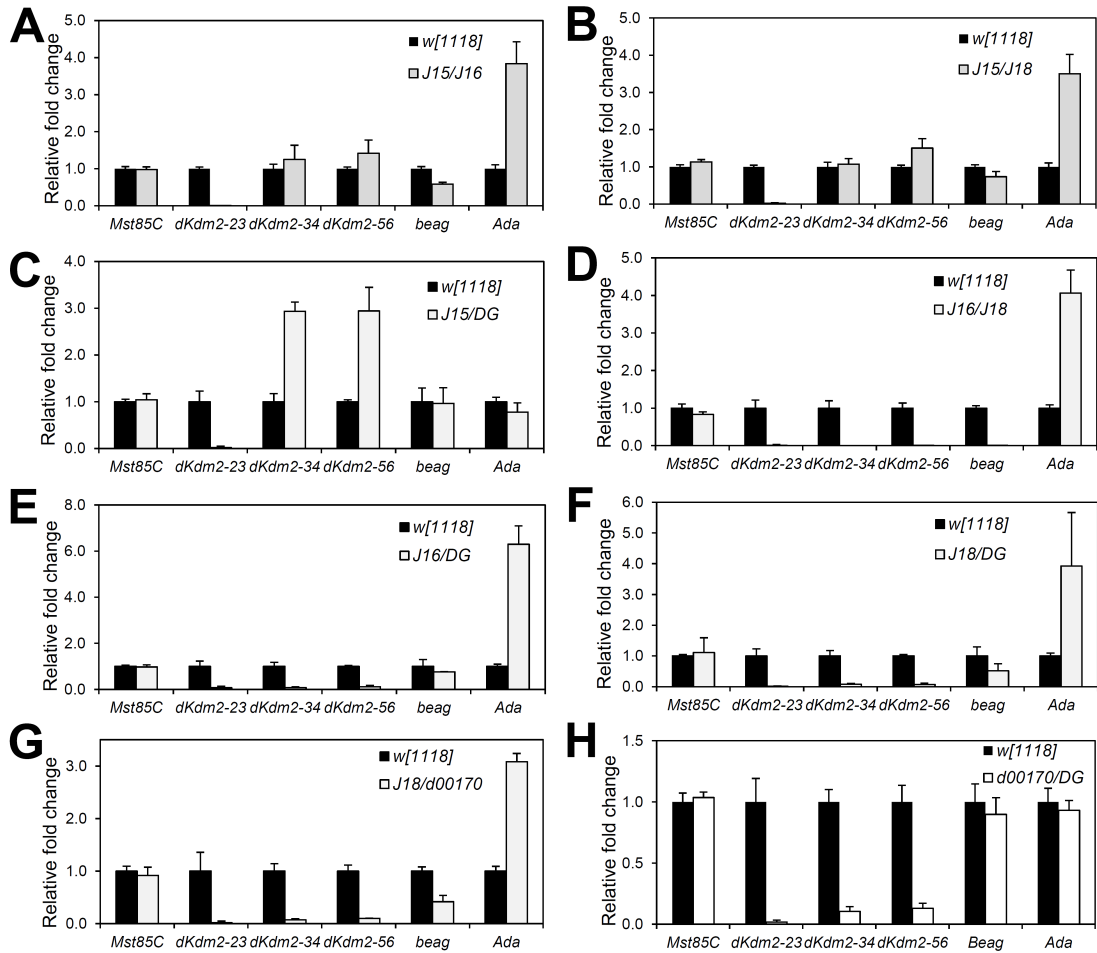 A
Relative fold change
5.0
4.0
3.0
2.0
1.0
0.0
w[1118]
J15/J16
Mst85C dKdm2-23 dKdm2-34 dKdm2-56 beag Ada
B
Relative fold change
5.0
4.0
3.0
2.0
1.0
0.0
w[1118]
J15/J18
Mst85C dKdm2-23 dKdm2-34 dKdm2-56 beag Ada
C
Relative fold change
4.0
3.0
2.0
1.0
0.0
w[1118]
J15/DG
Mst85C dKdm2-23 dKdm2-34 dKdm2-56 beag Ada
D
Relative fold change
5.0
4.0
3.0
2.0
1.0
0.0
w[1118]
J16/J18
Mst85C dKdm2-23 dKdm2-34 dKdm2-56 beag Ada
E
Relative fold change
8.0
6.0
4.0
2.0
1.0
0.0
w[1118]
J16/DG
Mst85C dKdm2-23 dKdm2-34 dKdm2-56 beag Ada
F
Relative fold change
6.0
5.0
4.0
3.0
2.0
1.0
0.0
w[1118]
J18/DG
Mst85C dKdm2-23 dKdm2-34 dKdm2-56 beag Ada
G
Relative fold change
3.0
2.0
1.0
0.0
w[1118]
J18/d00170
Mst85C dKdm2-23 dKdm2-34 dKdm2-56 beag Ada
H
Relative fold change
1.5
1.0
0.5
0.0
w[1118]
d00170/DG
Mst85C dKdm2-23 dKdm2-34 dKdm2-56 Beag Ada